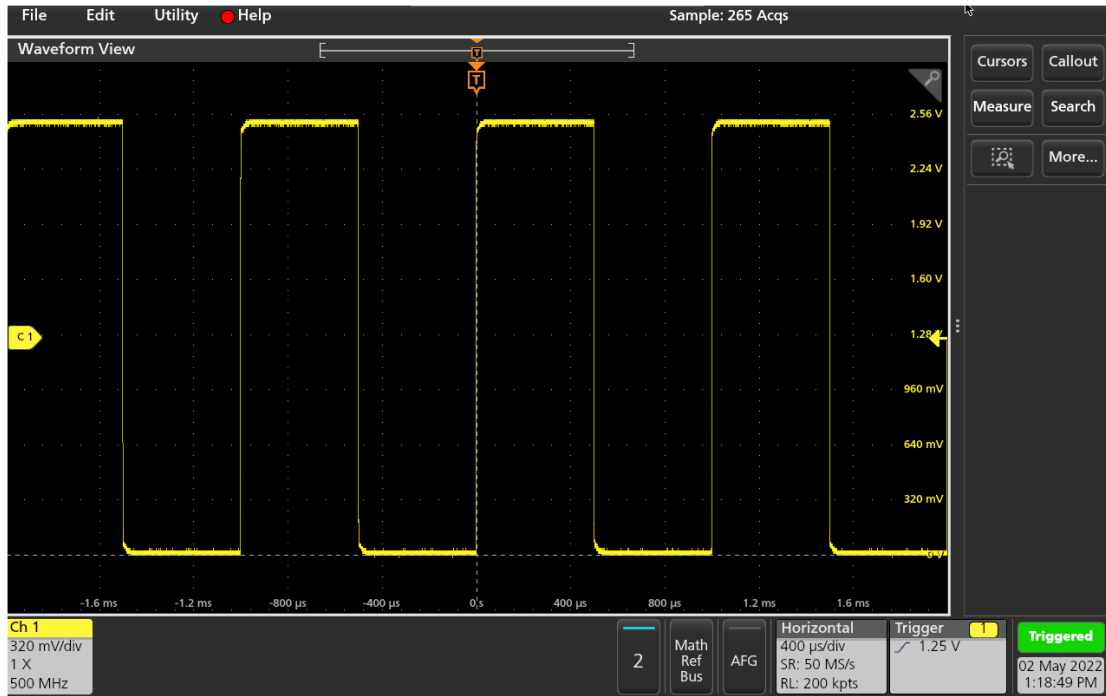 File Edit Utility Help Sample: 265 Acqs
Waveform View
T
T
Cursors Callout
Measure Search
More...
2.56 V
2.24 V
1.92 V
1.60 V
C 1
1.28 V
960 mV
640 mV
320 mV
0 V
-1.6 ms -1.2 ms -800 µs -400 µs 0 s 400 µs 800 µs 1.2 ms 1.6 ms
Ch 1
320 mV/div
1 X
500 MHz
2
Math
Ref
Bus
AFG
Horizontal
400 µs/div
SR: 50 MS/s
RL: 200 kpts
Trigger 1
1.25 V
Triggered
02 May 2022
1:18:49 PM